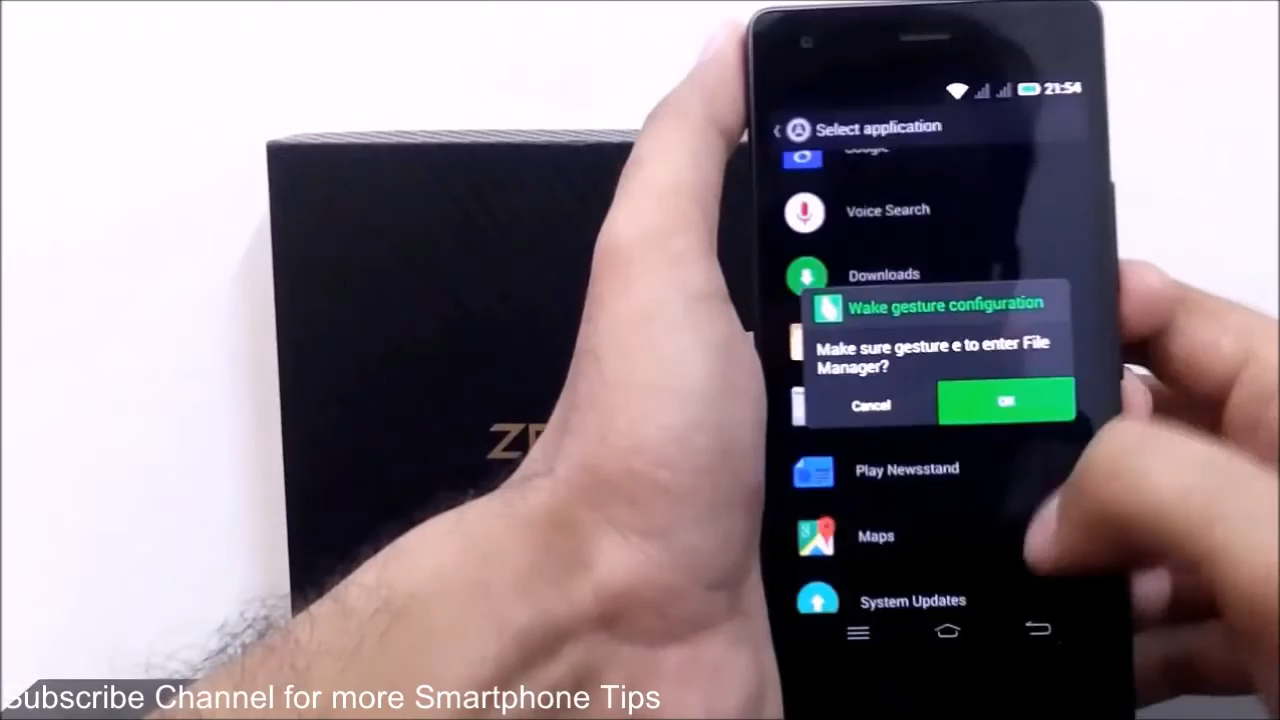 21:54
Select application
Google
Voice Search
Downloads
Wake gesture configuration
Make sure gesture e to enter File
Manager?
Cancel
OK
Play Newsstand
Maps
System Updates
Subscribe Channel for more Smartphone Tips